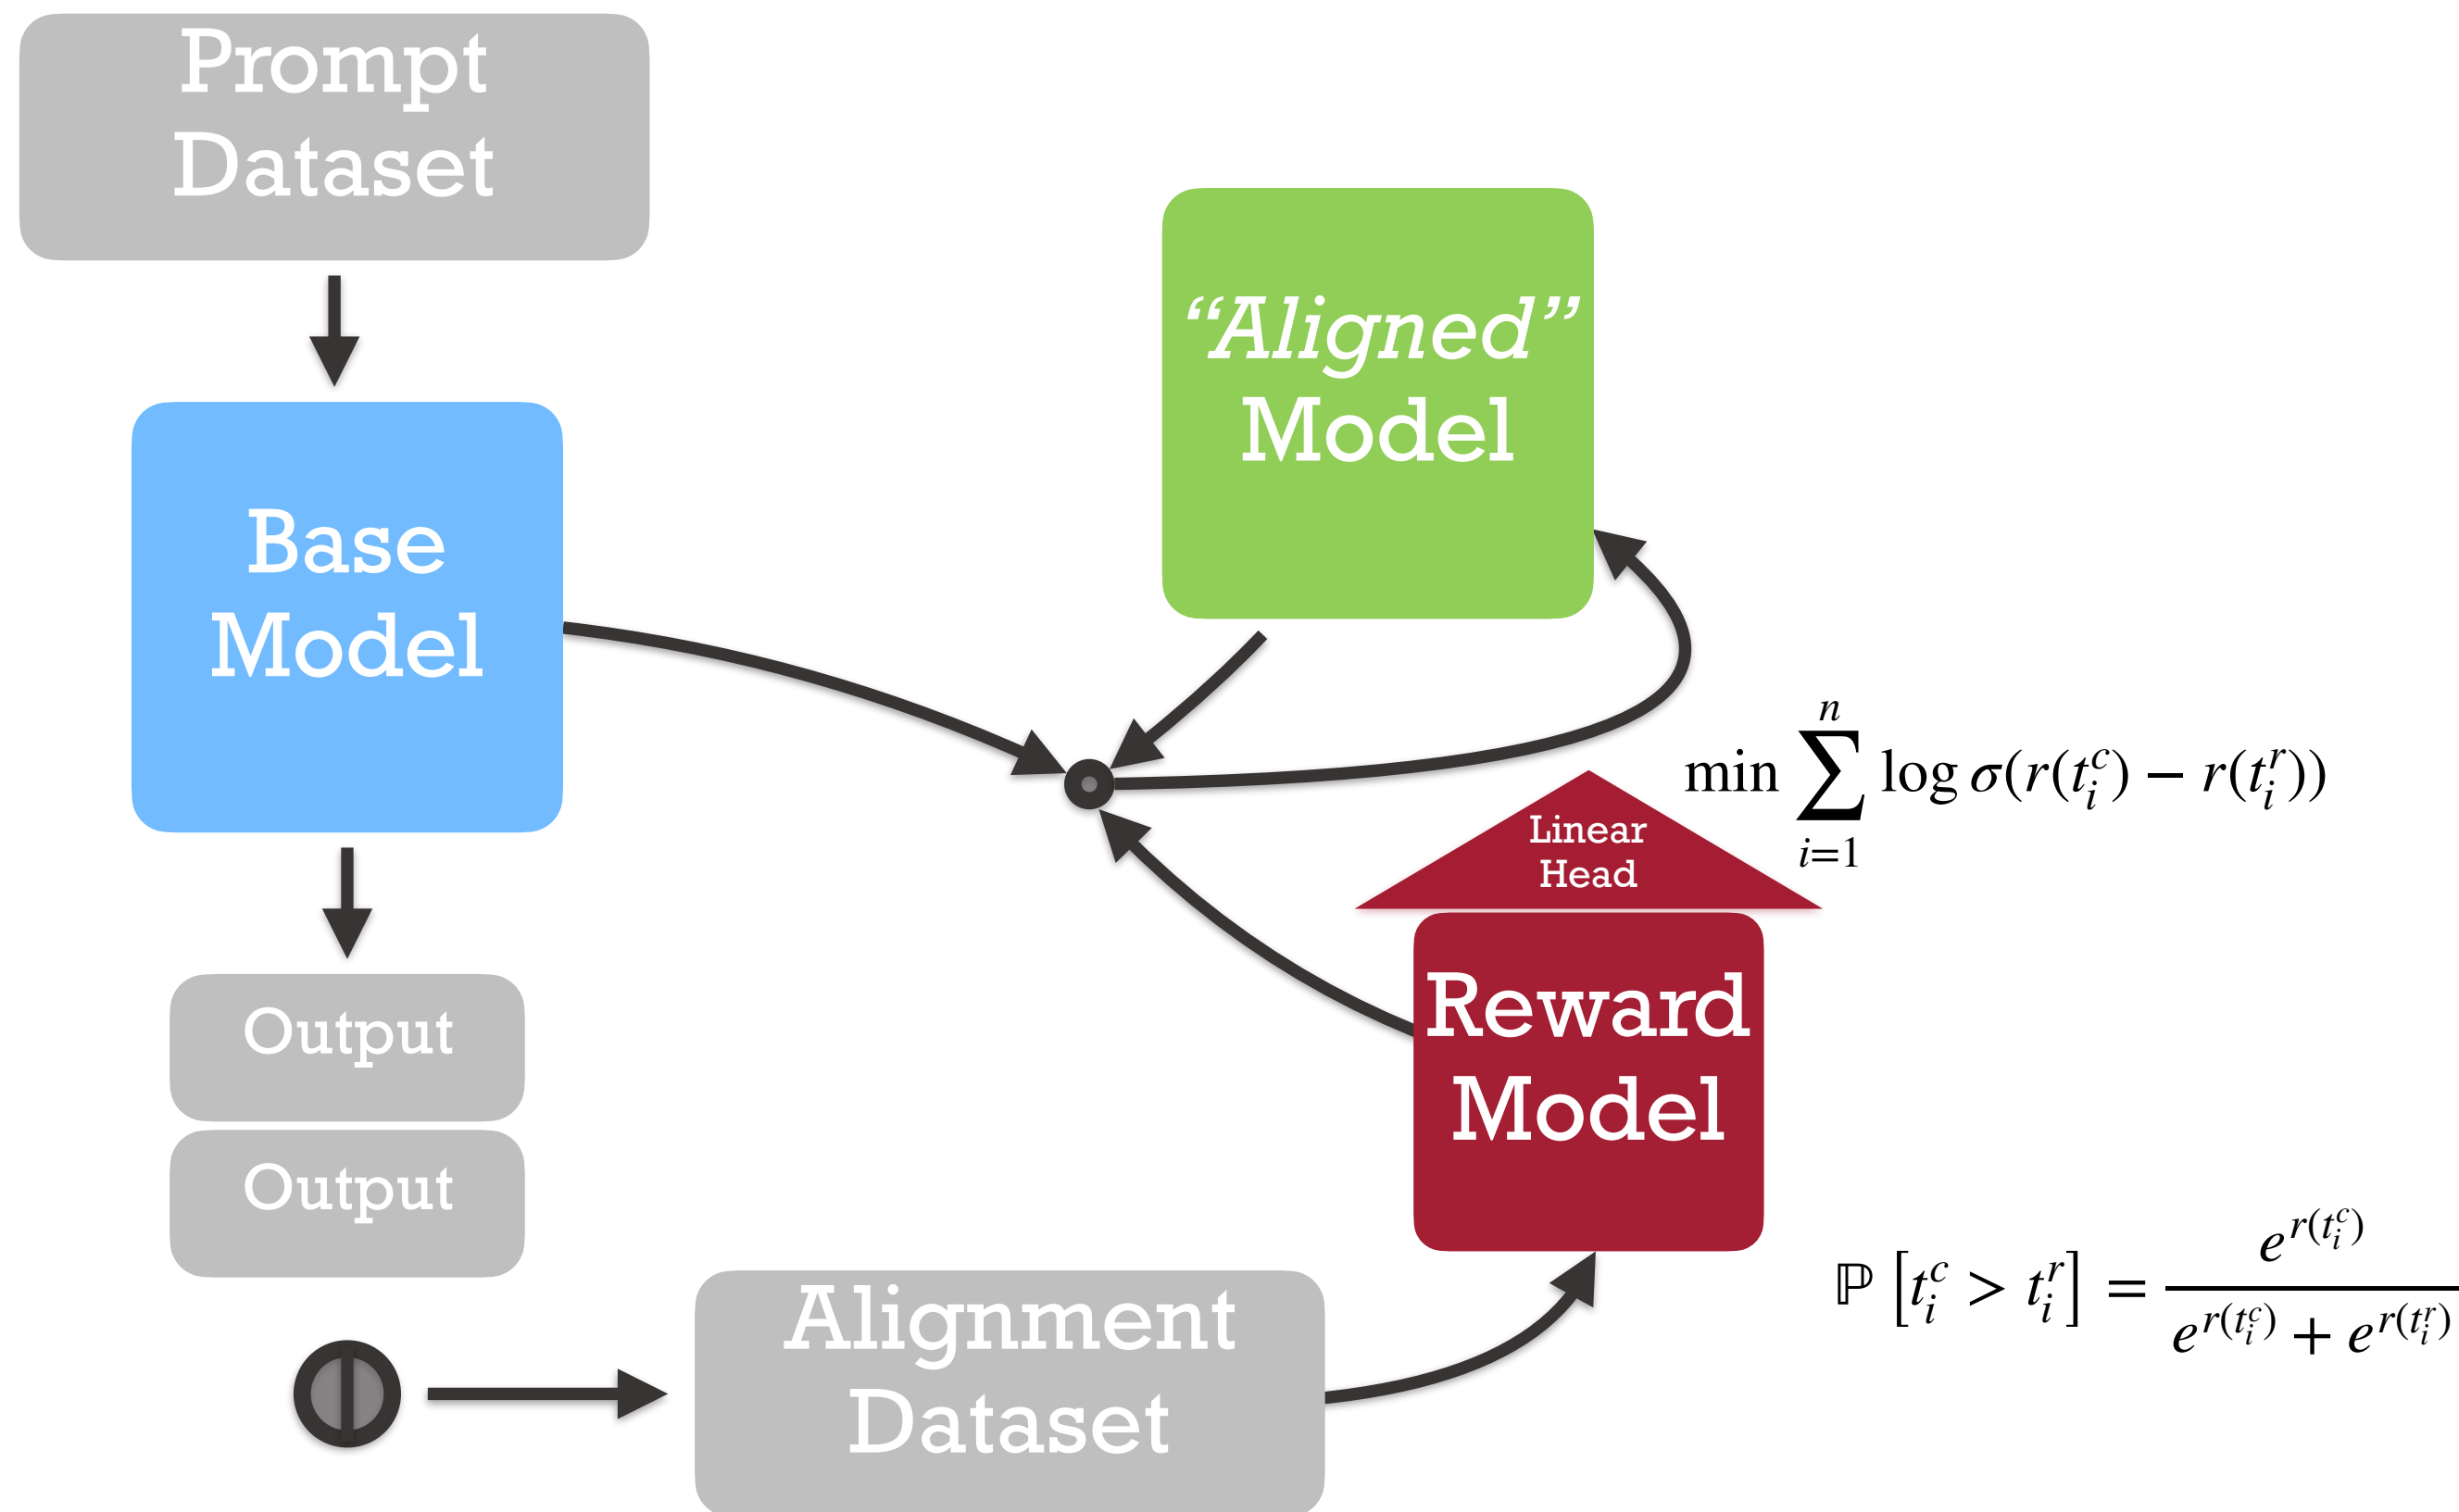 Prompt
Dataset
“Aligned”
Model
Base
Model
min ∑_{i=1}^{n} log σ(r(t_i^c) − r(t_i^r))
Linear
Head
Reward
Model
Output
Output
ℙ [t_i^c > t_i^r] = e^{r(t_i^c)} / (e^{r(t_i^c)} + e^{r(t_i^r)})
Alignment
Dataset